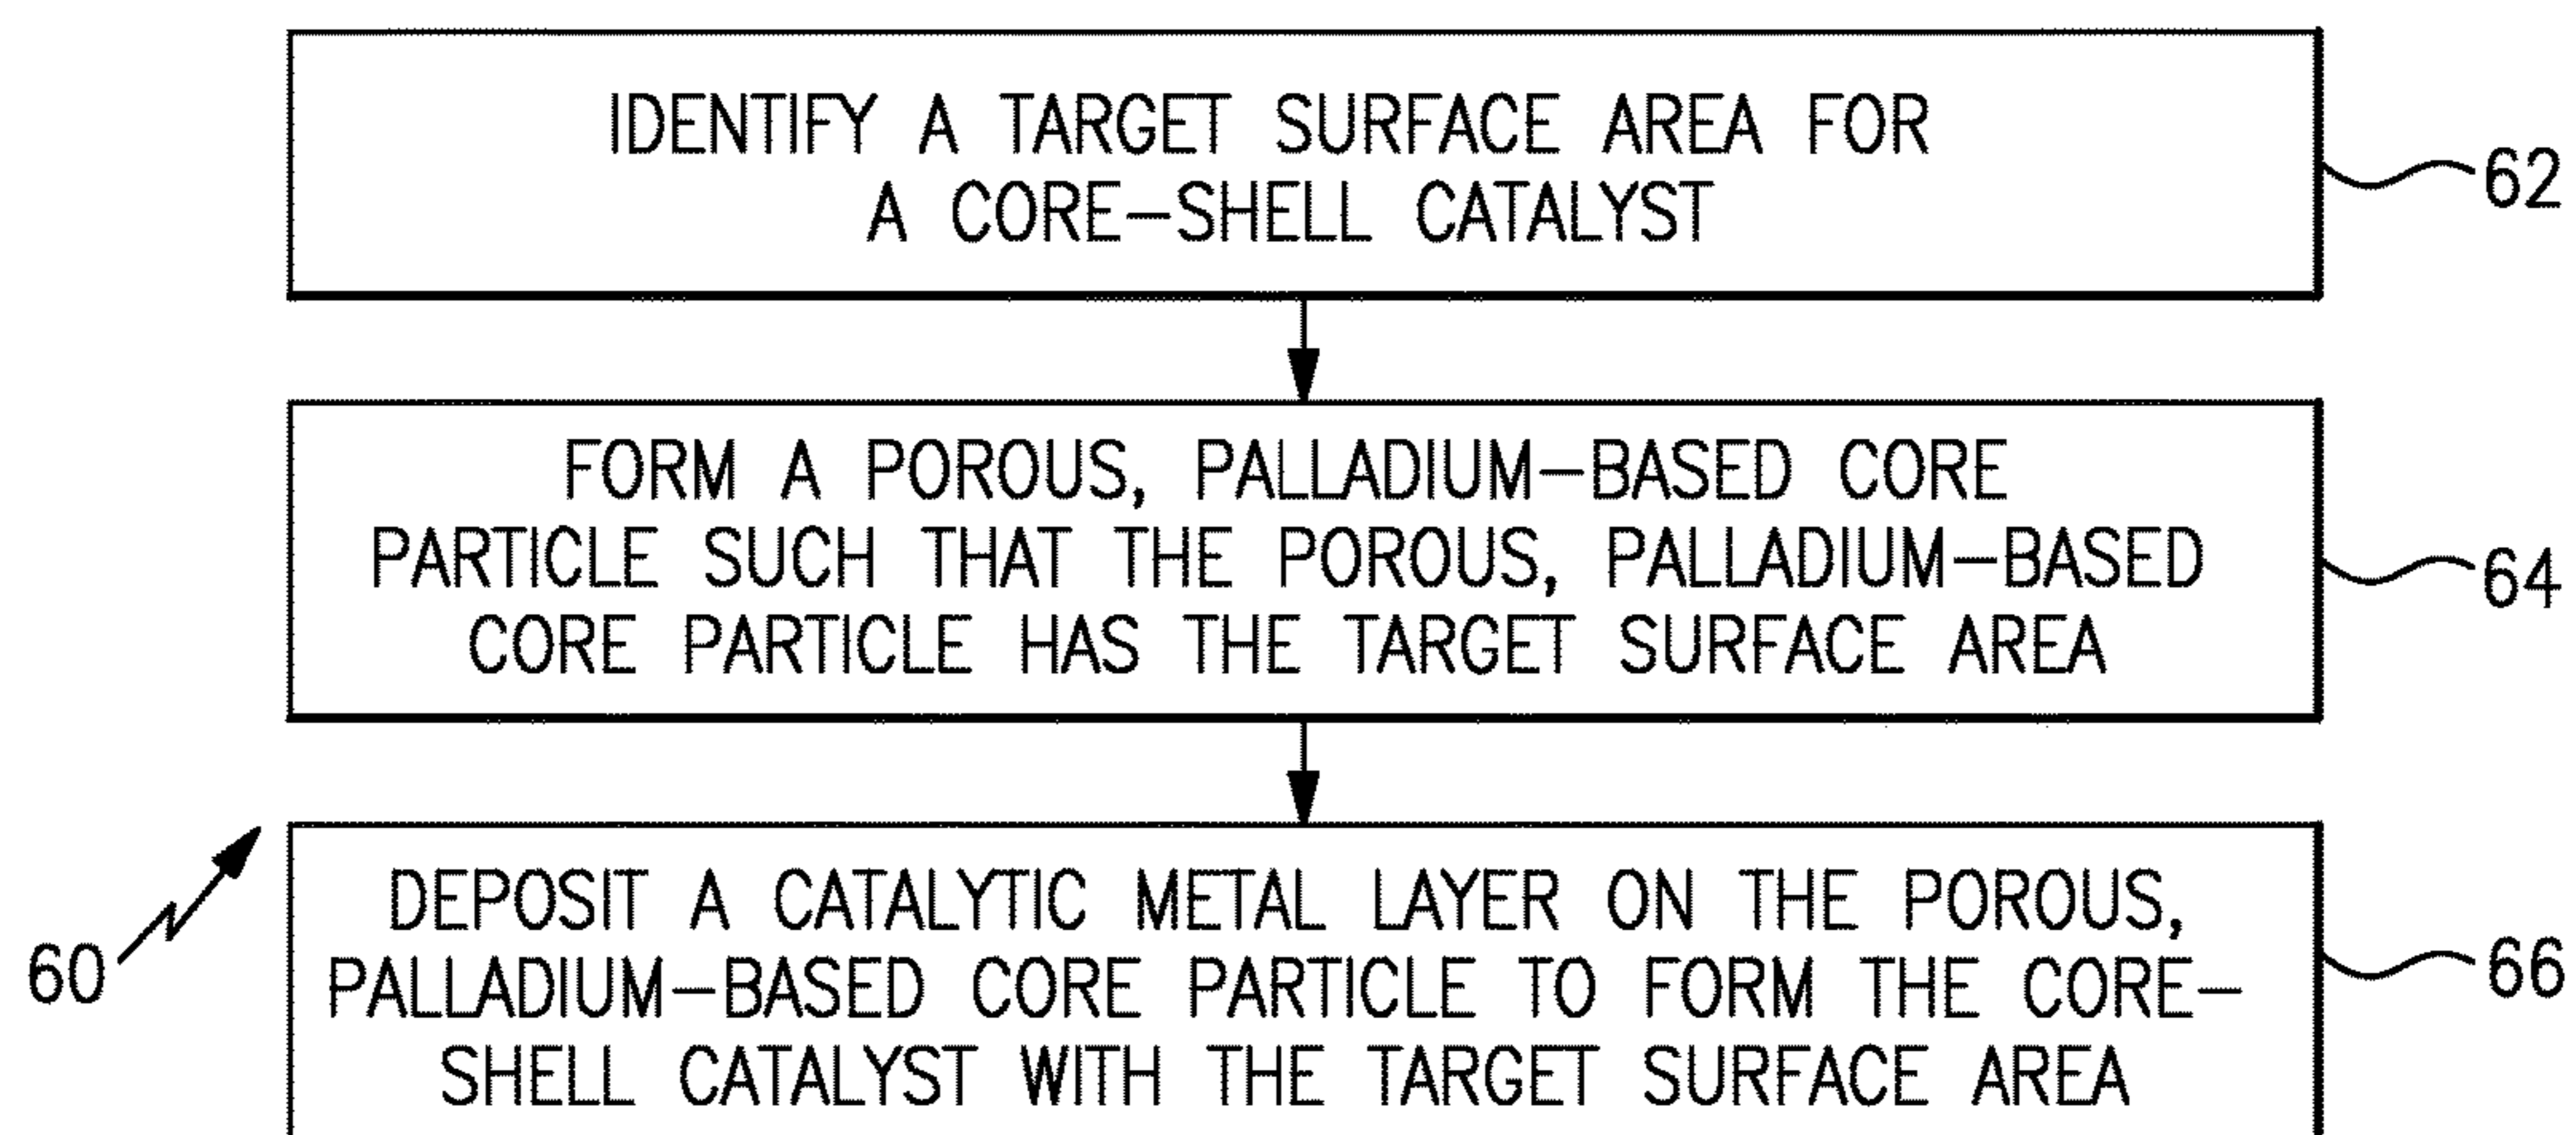 IDENTIFY A TARGET SURFACE AREA FOR
A CORE-SHELL CATALYST
62
FORM A POROUS, PALLADIUM-BASED CORE
PARTICLE SUCH THAT THE POROUS, PALLADIUM-BASED
CORE PARTICLE HAS THE TARGET SURFACE AREA
64
DEPOSIT A CATALYTIC METAL LAYER ON THE POROUS,
PALLADIUM-BASED CORE PARTICLE TO FORM THE CORE-
SHELL CATALYST WITH THE TARGET SURFACE AREA
66
60